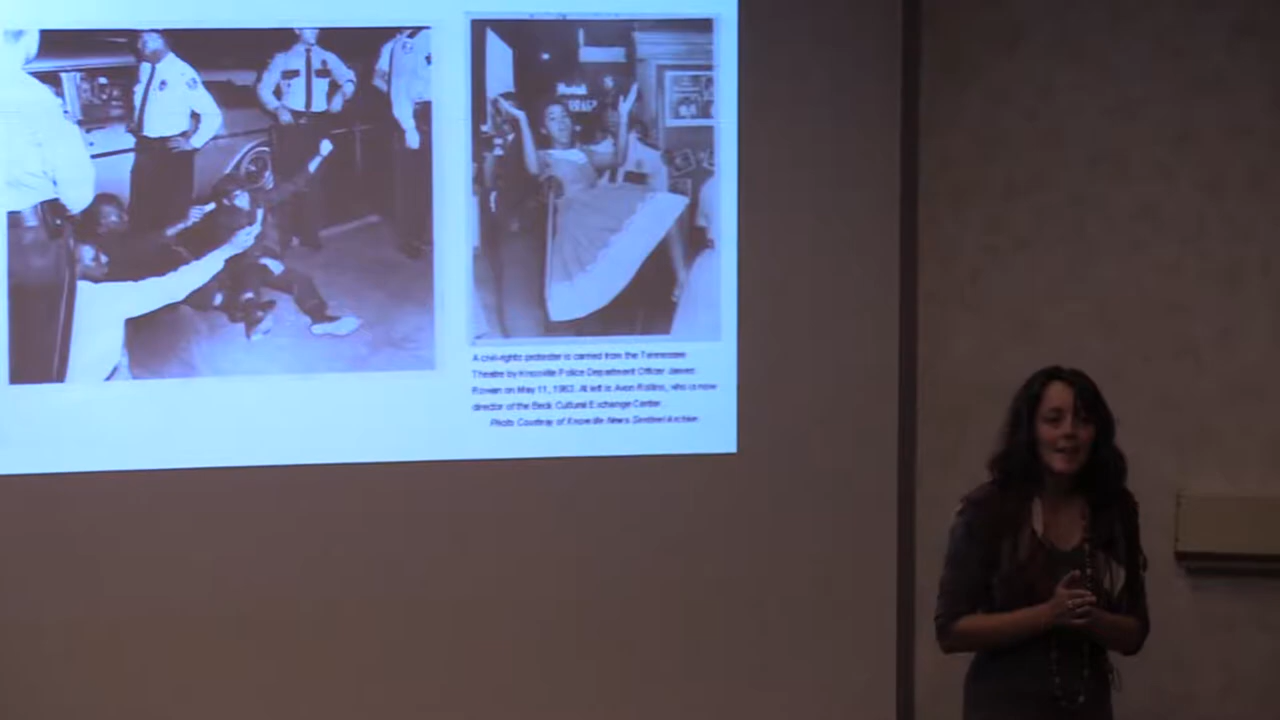 A civil-rights protester is carried from the Tennessee
Theatre by Knoxville Police Department Officer James
Rowan on May 11, 1963. At left is Avon Rollins, who is now
director of the Beck Cultural Exchange Center.
Photo Courtesy of Knoxville News Sentinel Archive